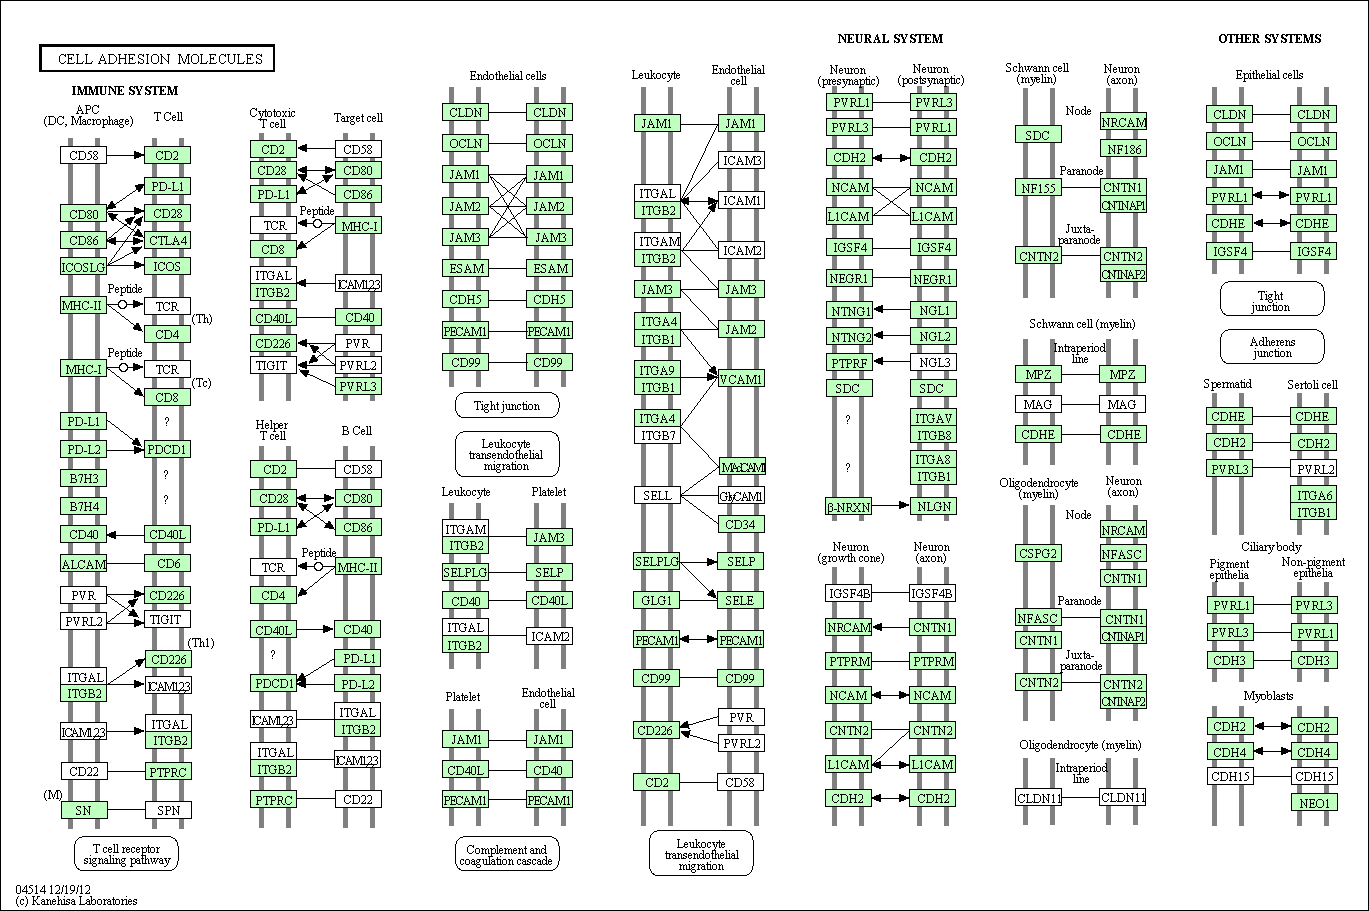 CELL ADHESION MOLECULES
IMMUNE SYSTEM
APC
(DC, Macrophage)
T Cell
CD58
CD2
PD-L1
CD80
CD28
CD86
CTLA4
ICOSLG
ICOS
Peptide
MHC-II
TCR
(Th)
CD4
Peptide
MHC-I
TCR
(Tc)
CD8
PD-L1
?
PD-L2
PDCD1
B7H3
?
B7H4
?
CD40
CD40L
ALCAM
CD6
PVR
CD226
PVRL2
TIGIT
(Th1)
CD226
ITGAL
ITGB2
ICAM123
ICAM123
ITGAL
ITGB2
CD22
PTPRC
(M)
SN
SPN
T cell receptor
signaling pathway
04514 12/19/12
(c) Kanehisa Laboratories
Cytotoxic
T cell
Target cell
CD2
CD58
CD28
CD80
PD-L1
CD86
Peptide
TCR
MHC-I
CD8
ITGAL
ITGB2
ICAM123
CD40L
CD40
CD226
PVR
TIGIT
PVRL2
PVRL3
Helper
T cell
B Cell
CD2
CD58
CD28
CD80
PD-L1
CD86
Peptide
TCR
MHC-II
CD4
CD40L
CD40
?
PD-L1
PDCD1
PD-L2
ICAM123
ITGAL
ITGB2
ITGAL
ITGB2
ICAM123
PTPRC
CD22
Endothelial cells
CLDN
CLDN
OCLN
OCLN
JAM1
JAM1
JAM2
JAM2
JAM3
JAM3
ESAM
ESAM
CDH5
CDH5
PECAM1
PECAM1
CD99
CD99
Tight junction
Leukocyte
transendothelial
migration
Leukocyte
Platelet
ITGAM
ITGB2
JAM3
SELPLG
SELP
CD40
CD40L
ITGAL
ITGB2
ICAM2
Platelet
Endothelial
cell
JAM1
JAM1
CD40L
CD40
PECAM1
PECAM1
Complement and
coagulation cascade
Leukocyte
Endothelial
cell
JAM1
JAM1
ICAM3
ITGAL
ITGB2
ICAM1
ITGAM
ITGB2
ICAM2
JAM3
JAM3
ITGA4
ITGB1
JAM2
ITGA9
ITGB1
VCAM1
ITGA4
ITGB7
MAdCAM1
SELL
GlyCAM1
CD34
SELPLG
SELP
GLG1
SELE
PECAM1
PECAM1
CD99
CD99
CD226
PVR
PVRL2
CD2
CD58
Leukocyte
transendothelial
migration
NEURAL SYSTEM
Neuron
(presynaptic)
Neuron
(postsynaptic)
PVRL1
PVRL3
PVRL3
PVRL1
CDH2
CDH2
NCAM
NCAM
L1CAM
L1CAM
IGSF4
IGSF4
NEGR1
NEGR1
NTNG1
NGL1
NTNG2
NGL2
PTPRF
NGL3
SDC
SDC
?
ITGAV
ITGB8
?
ITGA8
ITGB1
β-NRXN
NLGN
Neuron
(growth cone)
Neuron
(axon)
IGSF4B
IGSF4B
NRCAM
CNTN1
PTPRM
PTPRM
NCAM
NCAM
CNTN2
CNTN2
L1CAM
L1CAM
CDH2
CDH2
Schwann cell
(myelin)
Neuron
(axon)
Node
SDC
NRCAM
NF186
Paranode
NF155
CNTN1
CNTNAP1
Juxta-
paranode
CNTN2
CNTN2
CNTNAP2
Schwann cell (myelin)
Intraperiod
line
MPZ
MPZ
MAG
MAG
CDHE
CDHE
Oligodendrocyte
(myelin)
Neuron
(axon)
Node
NRCAM
CSPG2
NFASC
CNTN1
Paranode
NFASC
CNTN1
CNTN1
CNTNAP1
Juxta-
paranode
CNTN2
CNTN2
CNTNAP2
Oligodendrocyte (myelin)
Intraperiod
line
CLDN11
CLDN11
OTHER SYSTEMS
Epithelial cells
CLDN
CLDN
OCLN
OCLN
JAM1
JAM1
PVRL1
PVRL1
CDHE
CDHE
IGSF4
IGSF4
Tight
junction
Adherens
junction
Spermatid
Sertoli cell
CDHE
CDHE
CDH2
CDH2
PVRL3
PVRL2
ITGA6
ITGB1
Ciliary body
Pigment
epithelia
Non-pigment
epithelia
PVRL1
PVRL3
PVRL3
PVRL1
CDH3
CDH3
Myoblasts
CDH2
CDH2
CDH4
CDH4
CDH15
CDH15
NEO1